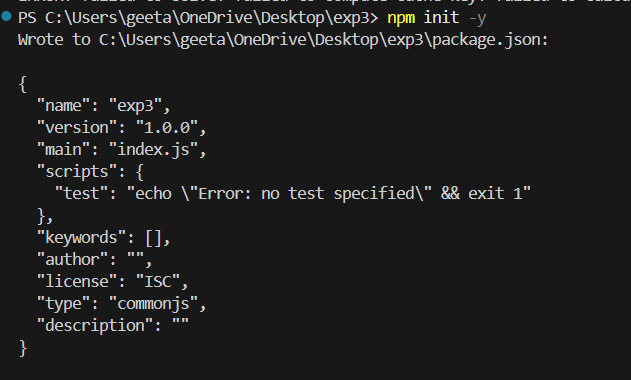 PS C:\Users\geeta\OneDrive\Desktop\exp3> npm init -y
Wrote to C:\Users\geeta\OneDrive\Desktop\exp3\package.json:
{
  "name": "exp3",
  "version": "1.0.0",
  "main": "index.js",
  "scripts": {
    "test": "echo \"Error: no test specified\" && exit 1"
  },
  "keywords": [],
  "author": "",
  "license": "ISC",
  "type": "commonjs",
  "description": ""
}